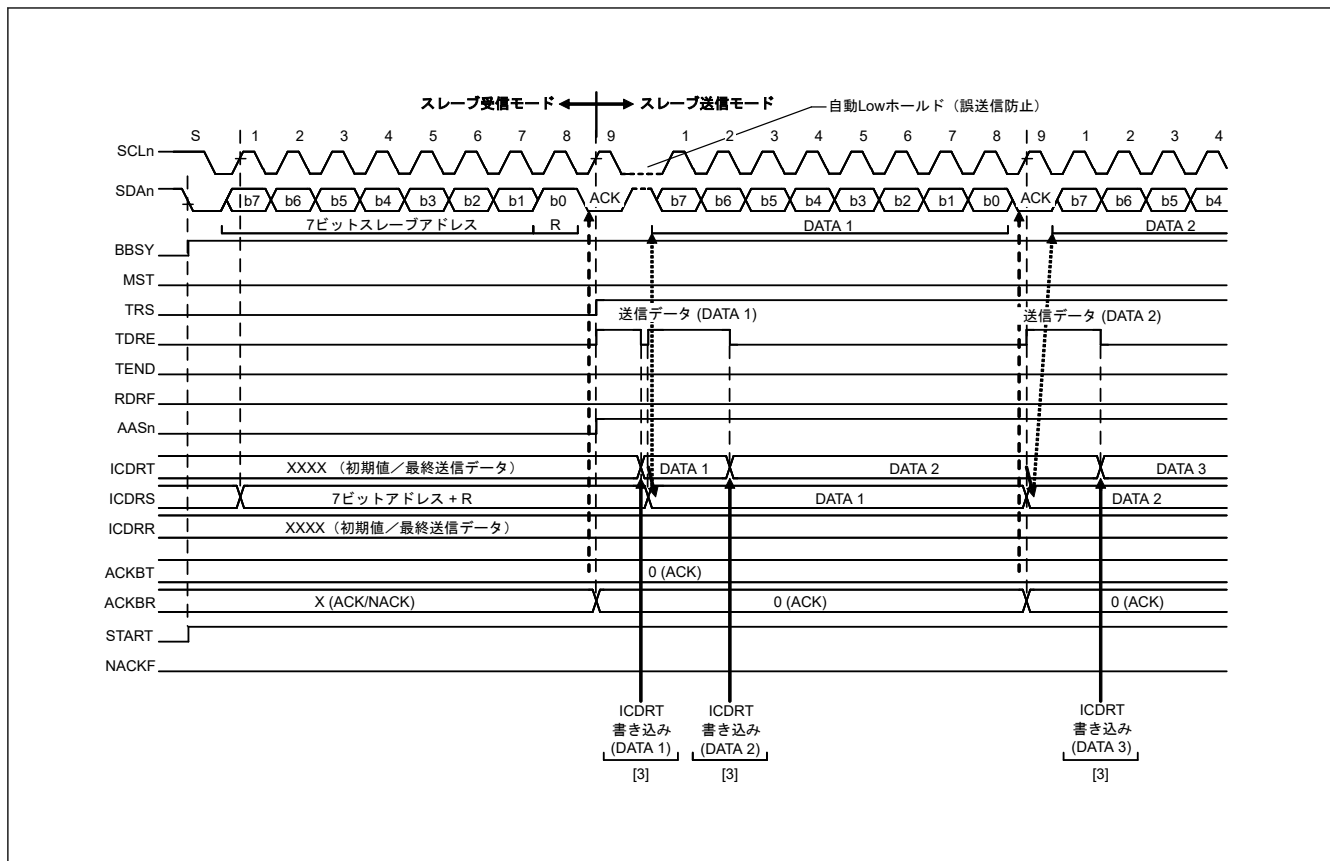 スレーブ受信モード スレーブ送信モード 自動Lowホールド（誤送信防止）
S 1 2 3 4 5 6 7 8 9 1 2 3 4 5 6 7 8 9 1 2 3 4
SCLn
SDAn b7 b6 b5 b4 b3 b2 b1 b0 ACK b7 b6 b5 b4 b3 b2 b1 b0 ACK b7 b6 b5 b4
7ビットスレーブアドレス R DATA 1 DATA 2
BBSY
MST
TRS
送信データ (DATA 1) 送信データ (DATA 2)
TDRE
TEND
RDRF
AASn
ICDRT XXXX （初期値／最終送信データ） DATA 1 DATA 2 DATA 3
ICDRS 7ビットアドレス + R DATA 1 DATA 2
ICDRR XXXX（初期値／最終送信データ）
ACKBT 0 (ACK)
ACKBR X (ACK/NACK) 0 (ACK) 0 (ACK)
START
NACKF
ICDRT ICDRT ICDRT
書き込み 書き込み 書き込み
(DATA 1) (DATA 2) (DATA 3)
[3] [3] [3]